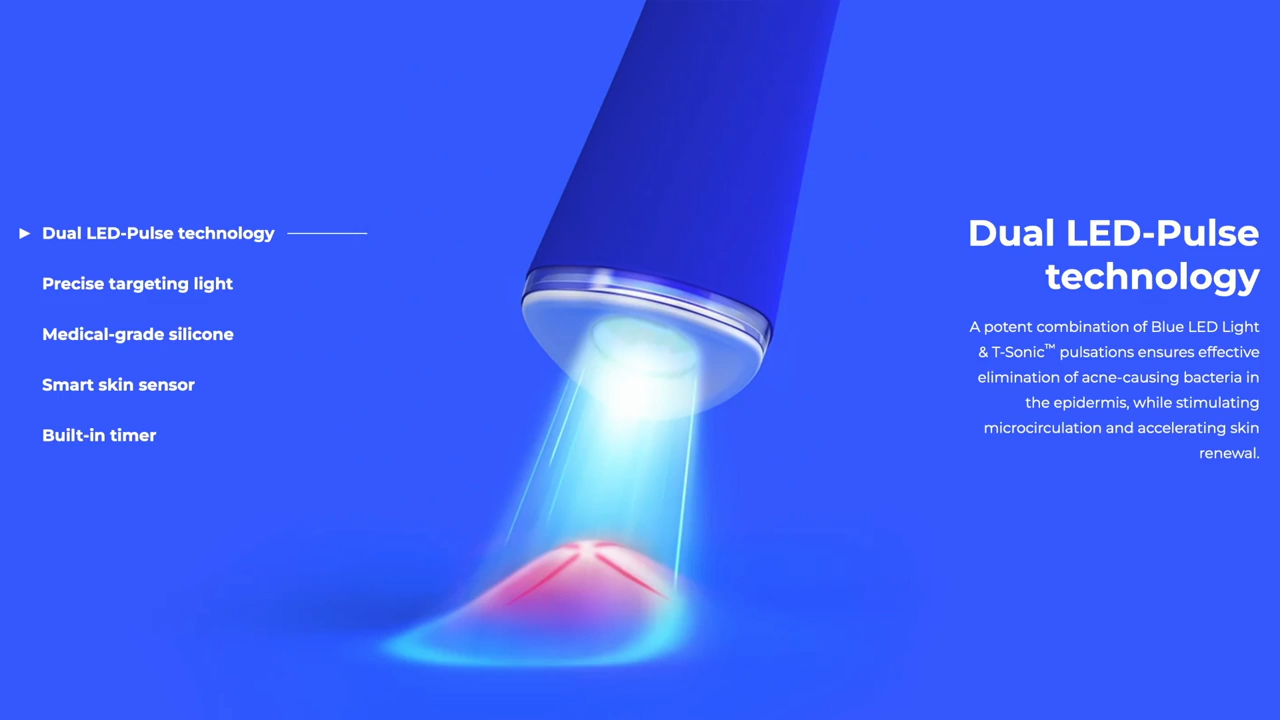 Dual LED-Pulse technology
Precise targeting light
Medical-grade silicone
Smart skin sensor
Built-in timer
Dual LED-Pulse
technology
A potent combination of Blue LED Light
& T-Sonic™ pulsations ensures effective
elimination of acne-causing bacteria in
the epidermis, while stimulating
microcirculation and accelerating skin
renewal.